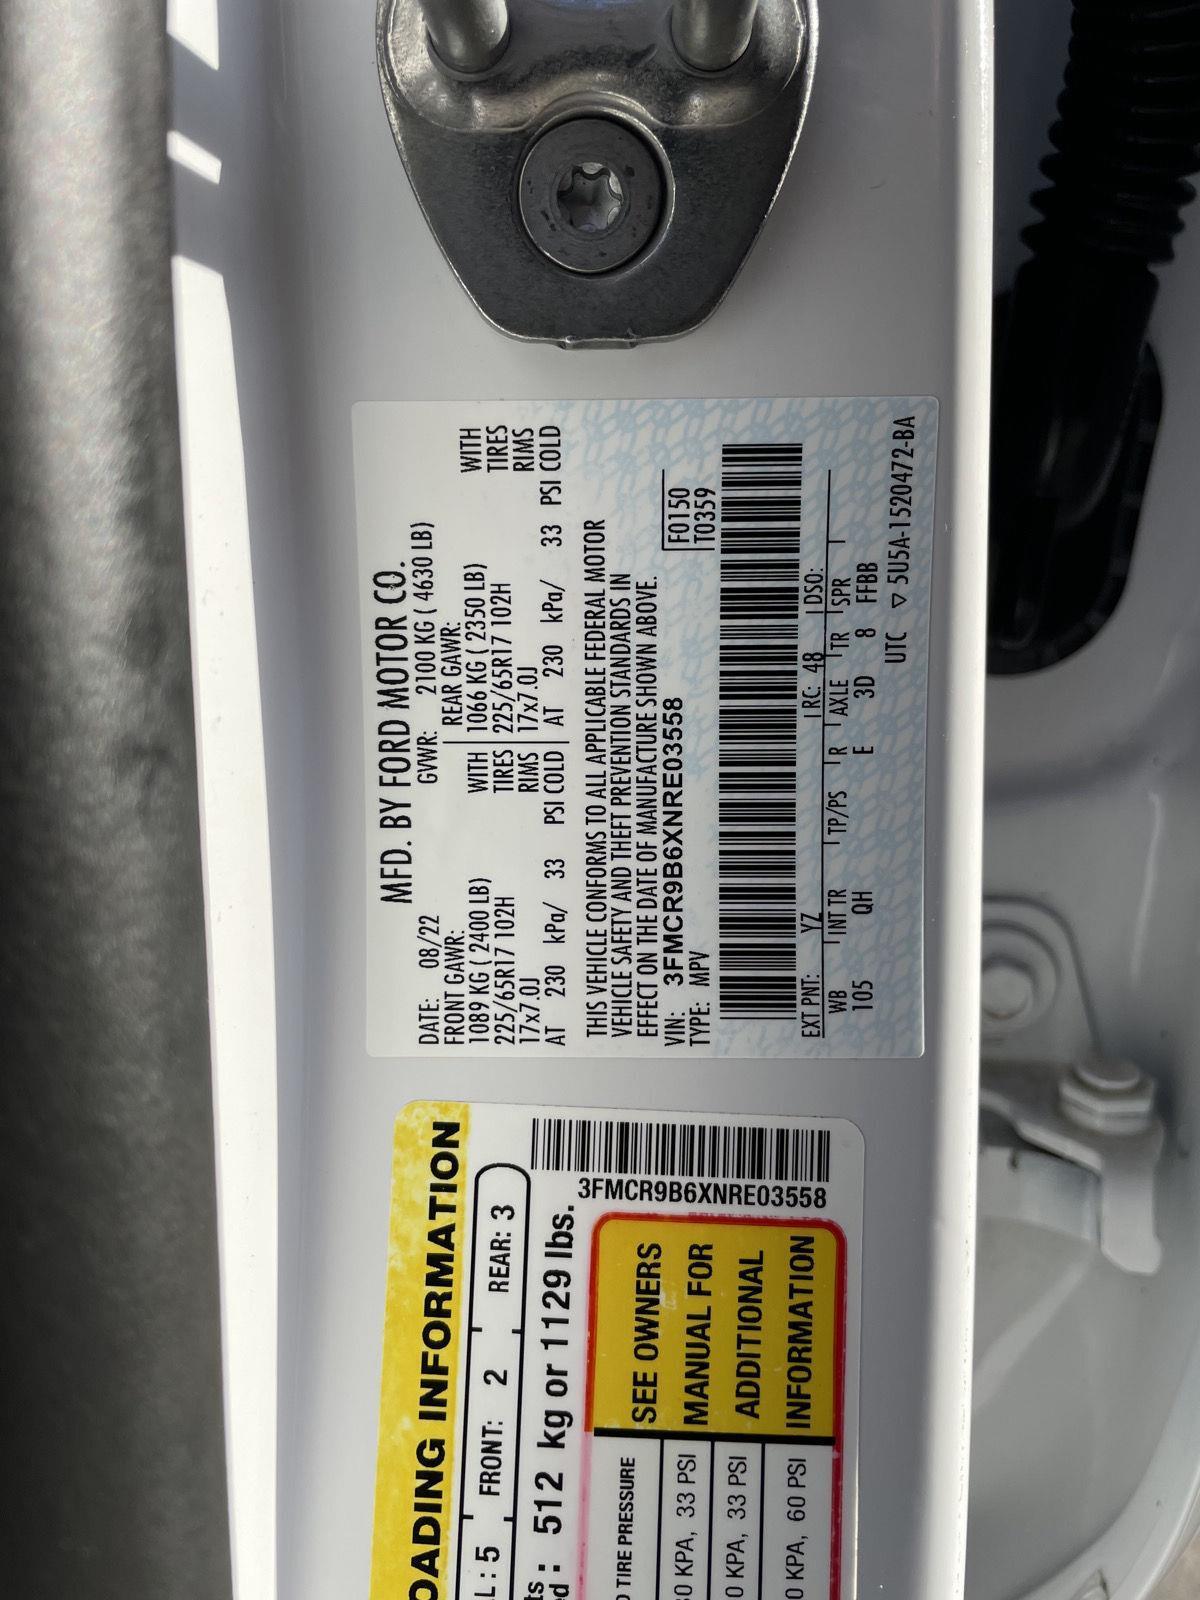 MFD. BY FORD MOTOR CO.
DATE: 08/22 GVWR: 2100 KG ( 4630 LB)
FRONT GAWR: REAR GAWR:
1089 KG ( 2400 LB) WITH 1066 KG ( 2350 LB) WITH
225/65R17 102H TIRES 225/65R17 102H TIRES
17x7.0J RIMS 17x7.0J RIMS
AT 230 kPa/ 33 PSI COLD AT 230 kPa/ 33 PSI COLD
THIS VEHICLE CONFORMS TO ALL APPLICABLE FEDERAL MOTOR
VEHICLE SAFETY AND THEFT PREVENTION STANDARDS IN
EFFECT ON THE DATE OF MANUFACTURE SHOWN ABOVE.
VIN: 3FMCR9B6XNRE03558 F0150
TYPE: MPV T0359
EXT PNT: YZ RC: 48 DSO:
WB INT TR TP/PS R AXLE TR SPR
105 QH E 3D 8 FFBB
UTC ▽ 5U5A-1520472-BA
OADING INFORMATION
L : 5 FRONT: 2 REAR: 3
ts
d : 512 kg or 1129 lbs.
3FMCR9B6XNRE03558
TIRE PRESSURE
KPA, 33 PSI
0 KPA, 33 PSI
0 KPA, 60 PSI
SEE OWNERS
MANUAL FOR
ADDITIONAL
INFORMATION